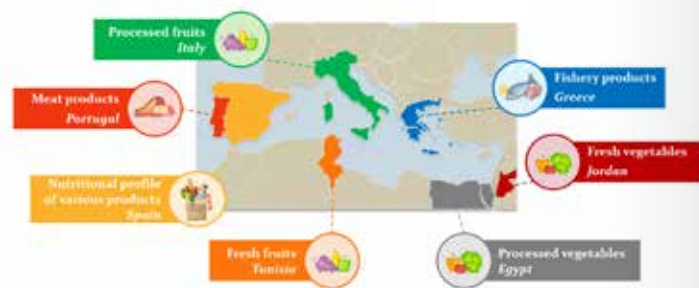 Processed fruits
Italy
Meat products
Portugal
Fishery products
Greece
Fresh vegetables
Jordan
Nutritional profile
of various products
Spain
Fresh fruits
Tunisia
Processed vegetables
Egypt